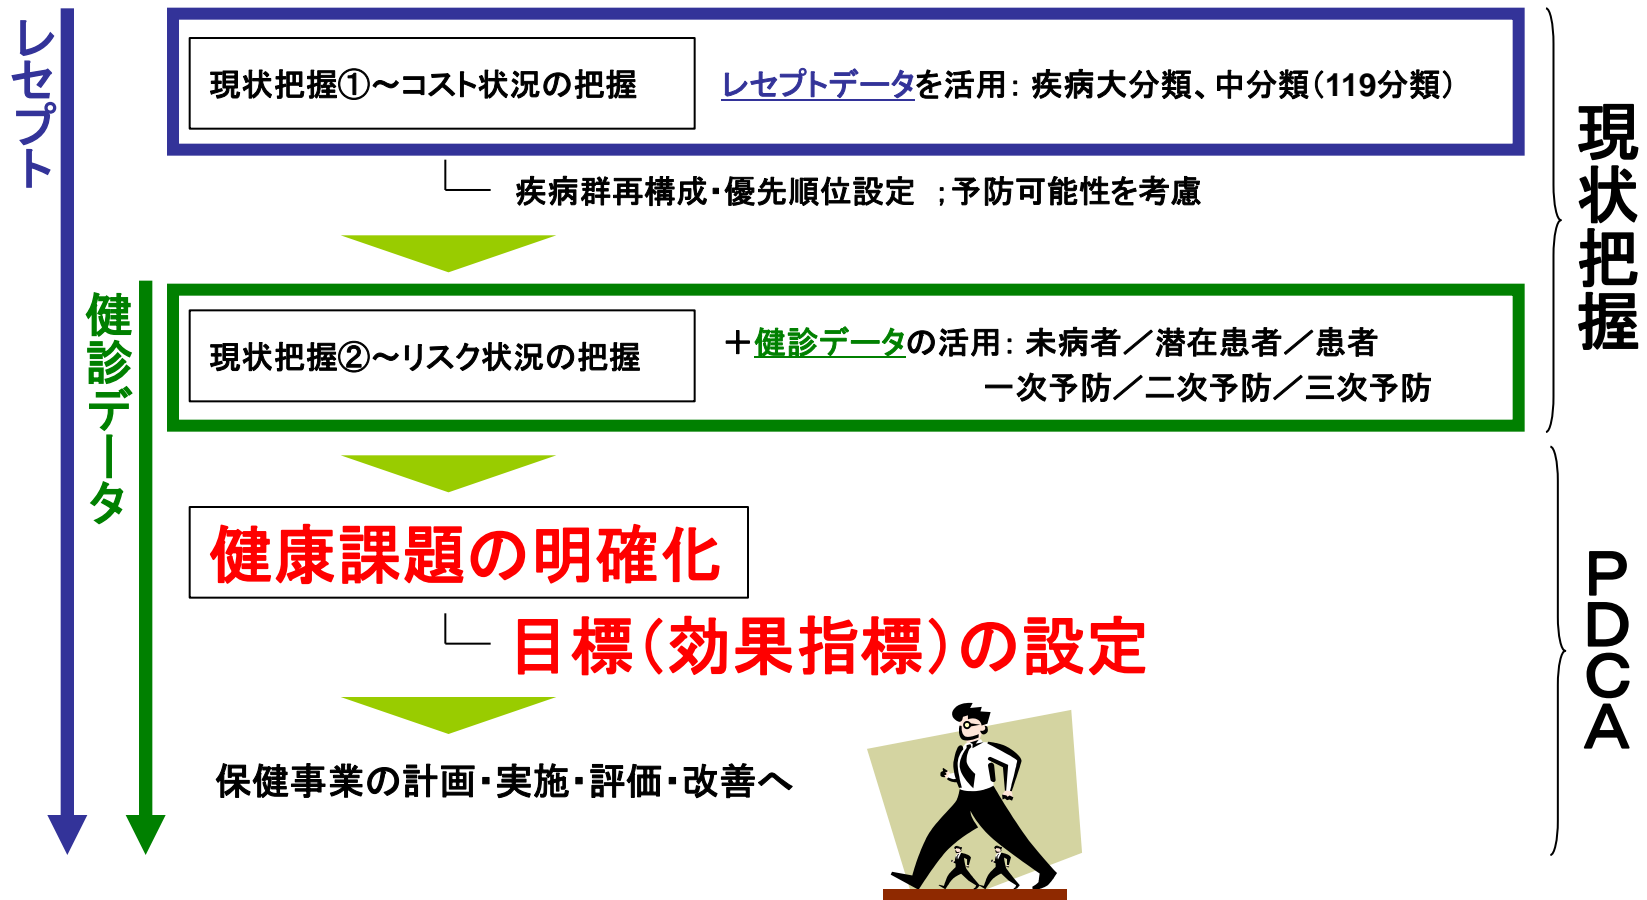 レセプト
現状把握①～コスト状況の把握
レセプトデータを活用：疾病大分類、中分類（119分類）
疾病群再構成・優先順位設定　；予防可能性を考慮
現状把握
健診データ
現状把握②～リスク状況の把握
＋健診データの活用：未病者／潜在患者／患者
一次予防／二次予防／三次予防
健康課題の明確化
目標（効果指標）の設定
PDCA
保健事業の計画・実施・評価・改善へ